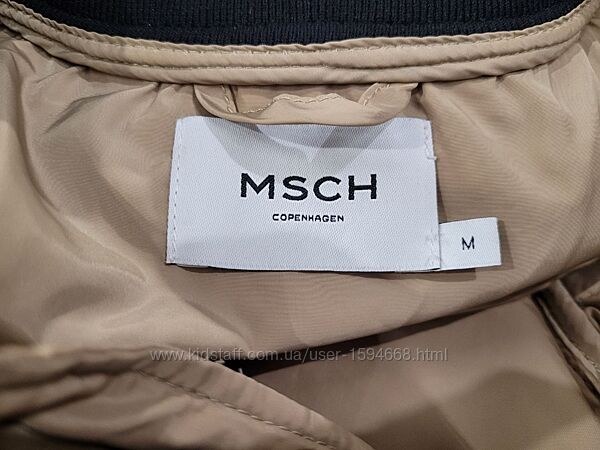 MSCH
COPENHAGEN
M
www.kidstaff.com.ua/user-1594668.html